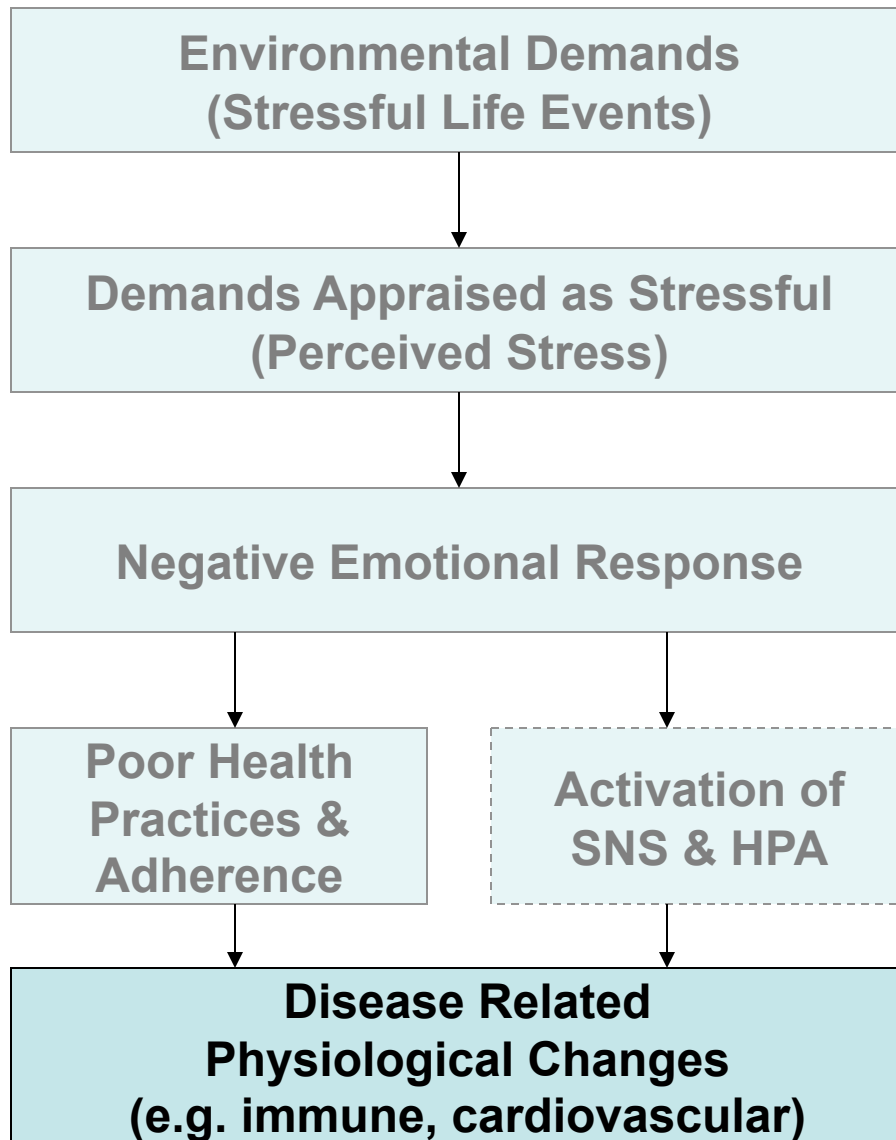 Environmental Demands
(Stressful Life Events)
Demands Appraised as Stressful
(Perceived Stress)
Negative Emotional Response
Poor Health
Practices &
Adherence
Activation of
SNS & HPA
Disease Related
Physiological Changes
(e.g. immune, cardiovascular)